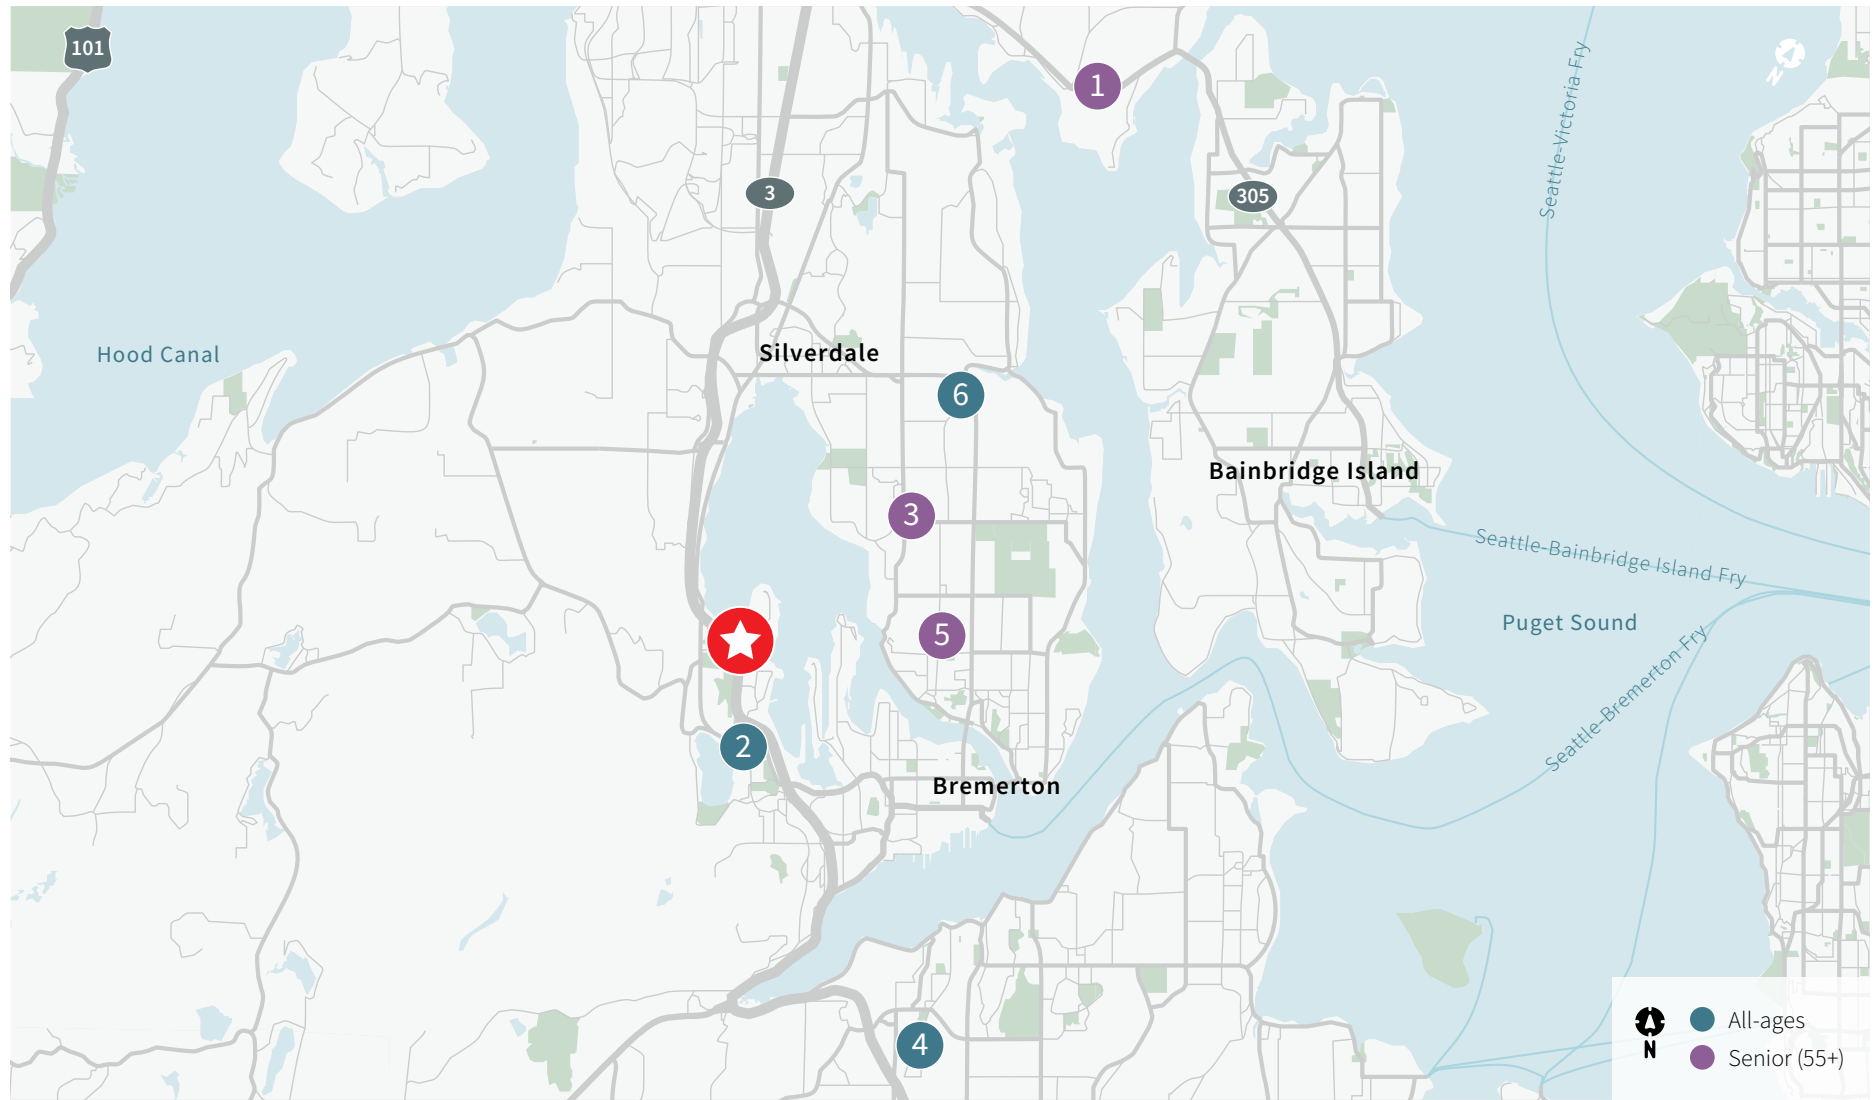 101
1
N
Seattle-Victoria Fry
3
305
Silverdale
Hood Canal
6
Bainbridge Island
3
Seattle-Bainbridge Island Fry
Puget Sound
5
Seattle-Bremerton Fry
2
Bremerton
4
N
All-ages
Senior (55+)